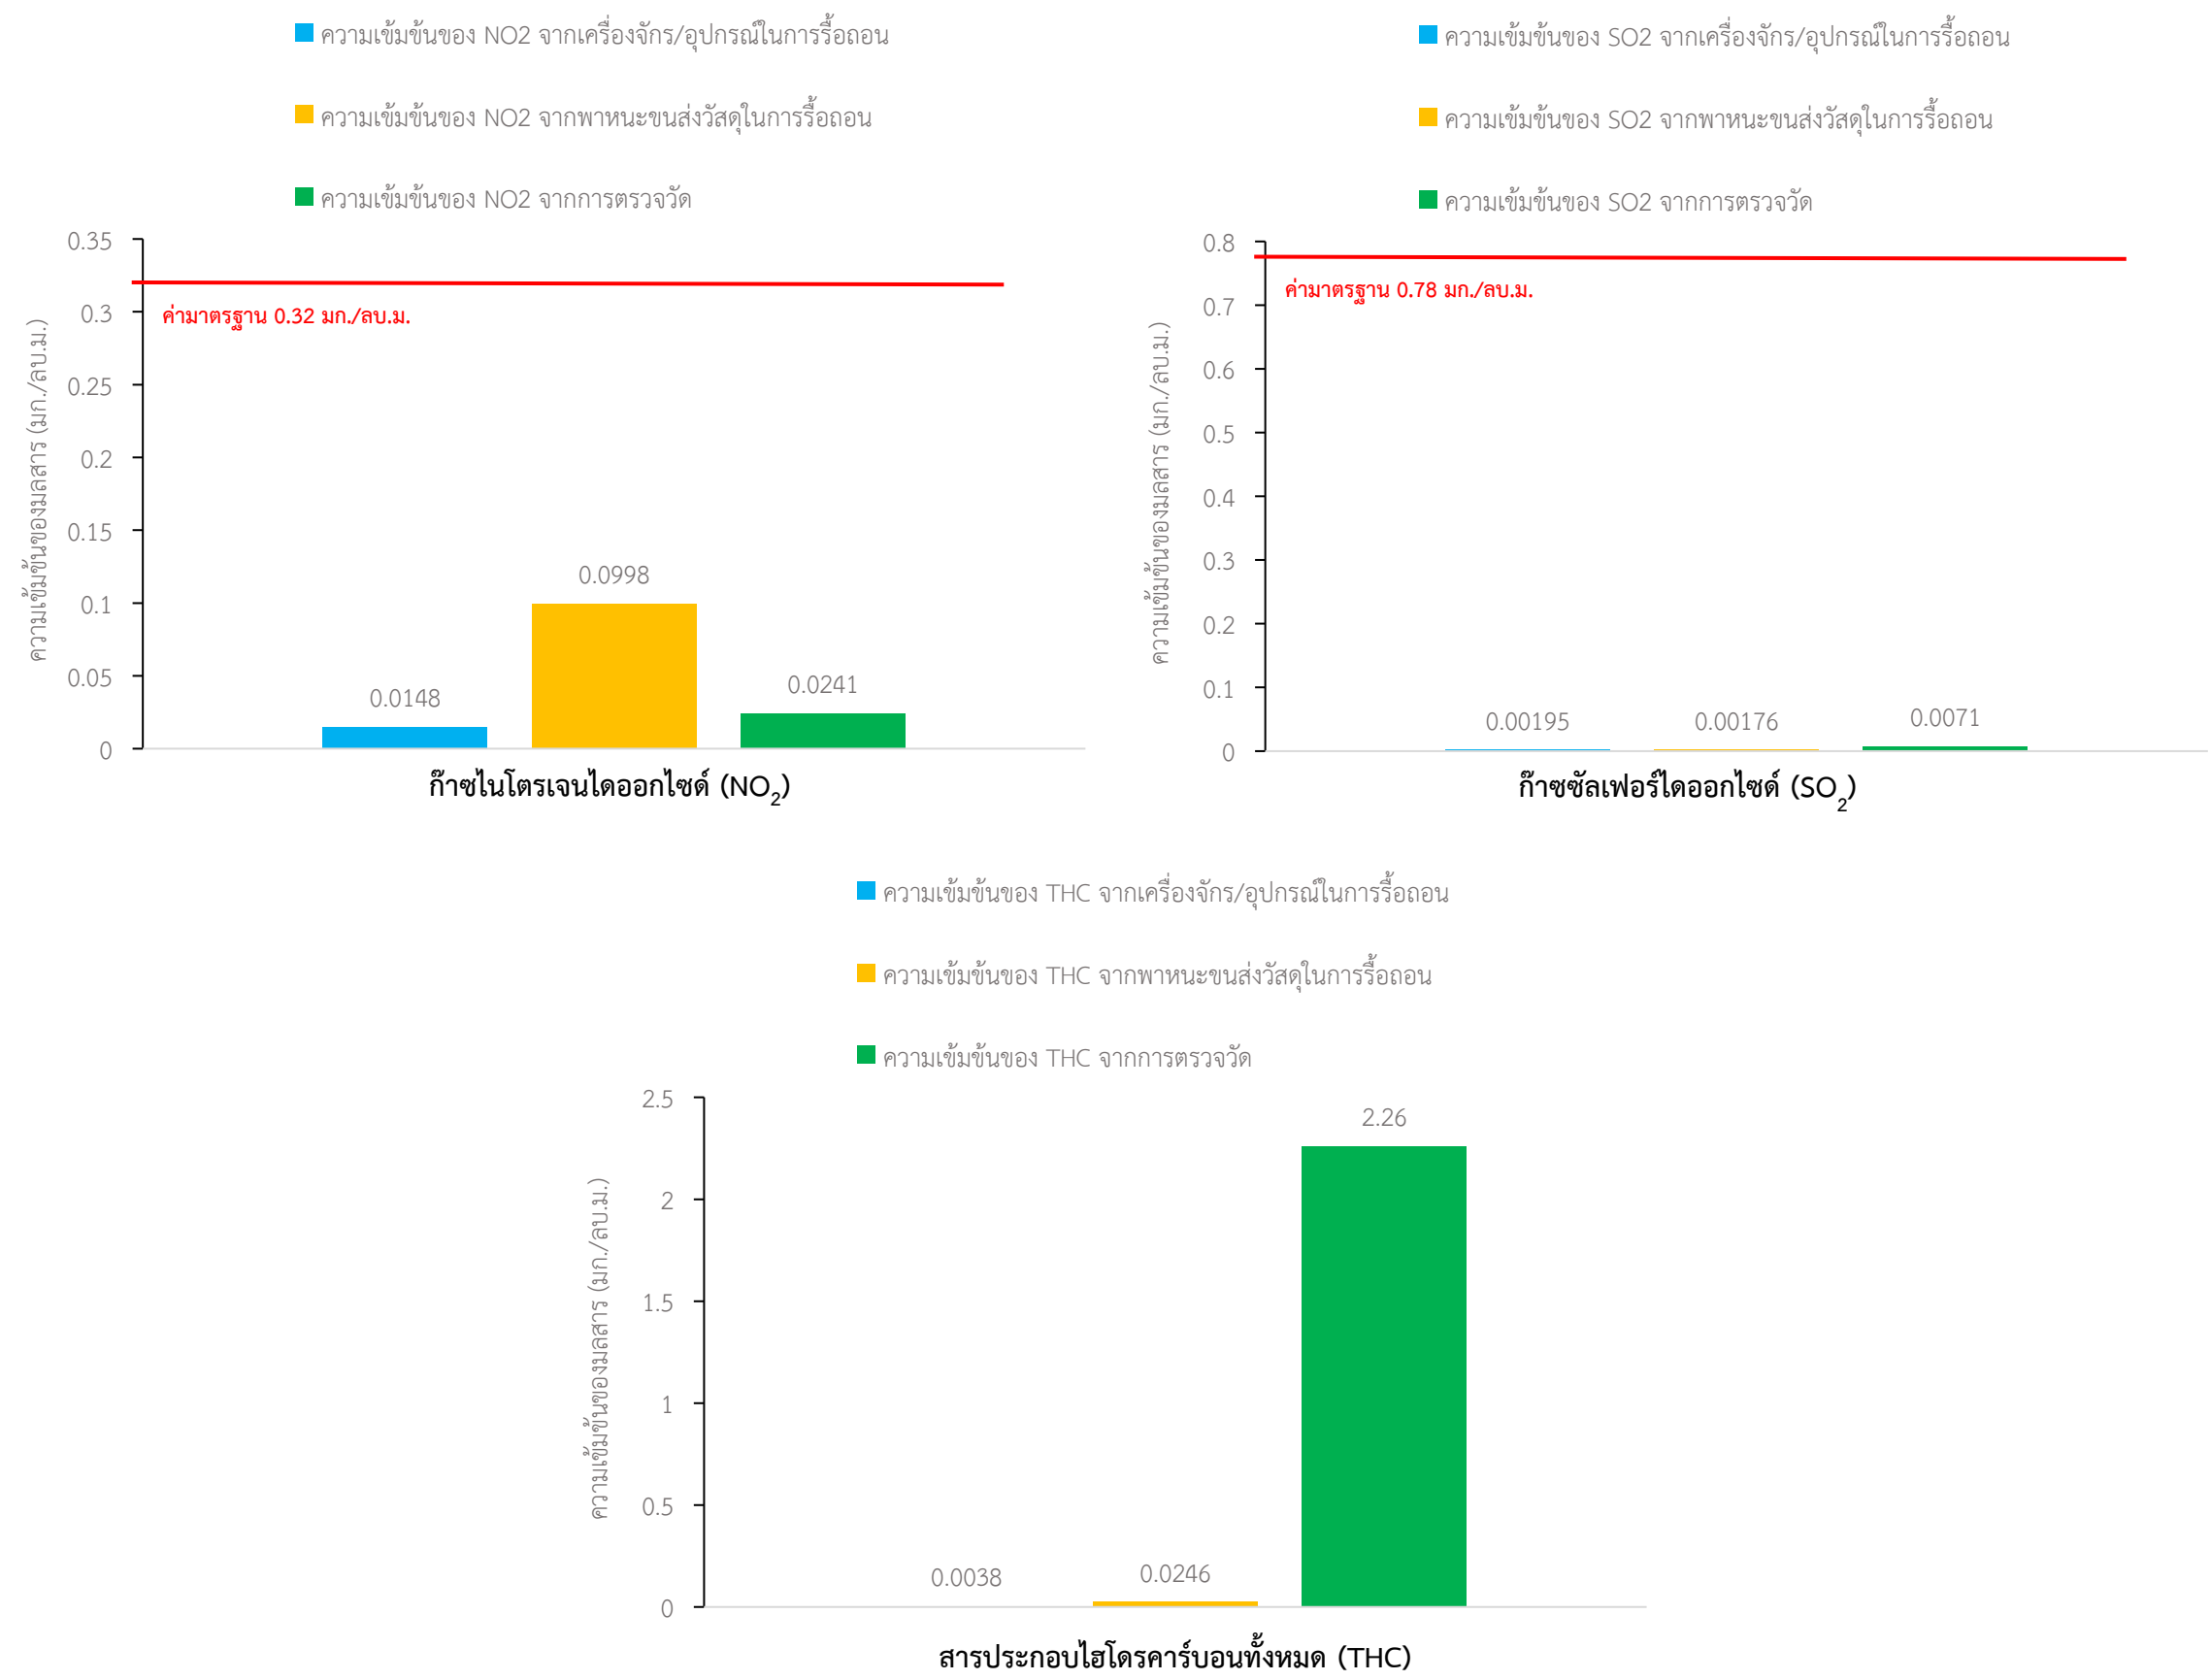 ความเข้มข้นของ NO2 จากเครื่องจักร/อุปกรณ์ในการรื้อถอน
ความเข้มข้นของ NO2 จากพาหนะขนส่งวัสดุในการรื้อถอน
ความเข้มข้นของ NO2 จากการตรวจวัด
ความเข้มข้นของมลสาร (มก./ลบ.ม.)
0.35
0.3
0.25
0.2
0.15
0.1
0.05
0
ค่ามาตรฐาน 0.32 มก./ลบ.ม.
0.0148
0.0998
0.0241
ก๊าซไนโตรเจนไดออกไซด์ (NO₂)
ความเข้มข้นของ SO2 จากเครื่องจักร/อุปกรณ์ในการรื้อถอน
ความเข้มข้นของ SO2 จากพาหนะขนส่งวัสดุในการรื้อถอน
ความเข้มข้นของ SO2 จากการตรวจวัด
ความเข้มข้นของมลสาร (มก./ลบ.ม.)
0.8
0.7
0.6
0.5
0.4
0.3
0.2
0.1
0
ค่ามาตรฐาน 0.78 มก./ลบ.ม.
0.00195
0.00176
0.0071
ก๊าซซัลเฟอร์ไดออกไซด์ (SO₂)
ความเข้มข้นของ THC จากเครื่องจักร/อุปกรณ์ในการรื้อถอน
ความเข้มข้นของ THC จากพาหนะขนส่งวัสดุในการรื้อถอน
ความเข้มข้นของ THC จากการตรวจวัด
ความเข้มข้นของมลสาร (มก./ลบ.ม.)
2.5
2
1.5
1
0.5
0
0.0038
0.0246
2.26
สารประกอบไฮโดรคาร์บอนทั้งหมด (THC)